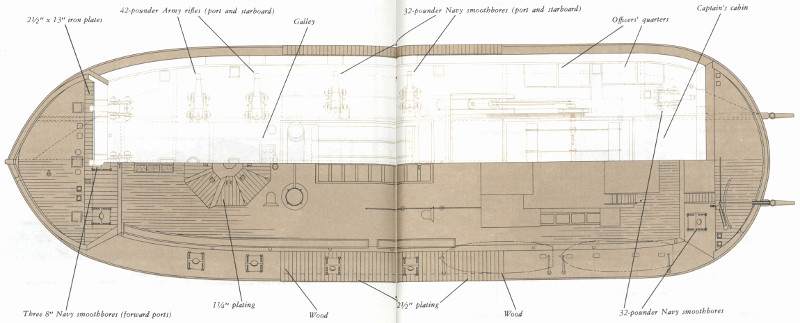 42-pounder Army rifles (port and starboard)
32-pounder Navy smoothbores (port and starboard)
Captain's cabin
2½" x 13" iron plates
Galley
Officers' quarters
Three 8" Navy smoothbores (forward ports)
1¼" plating
Wood
2½" plating
Wood
32-pounder Navy smoothbores